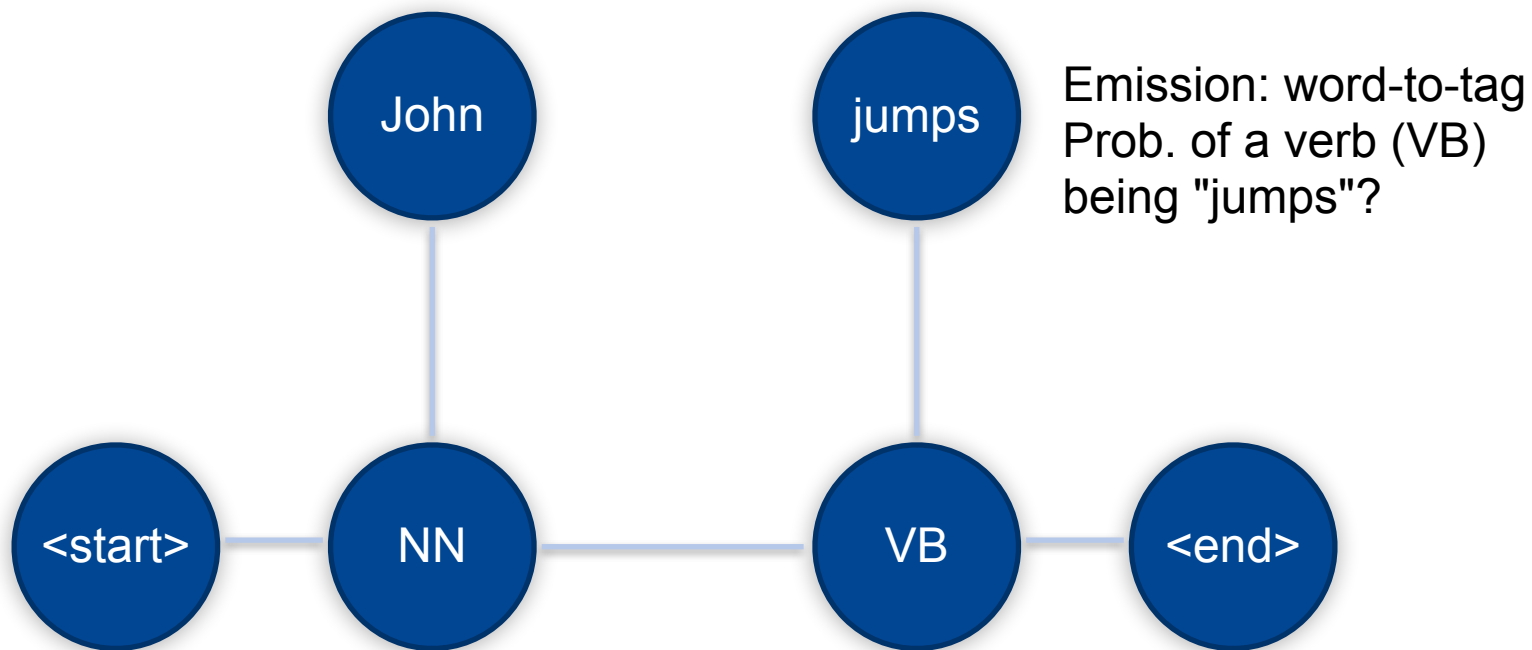 John
jumps
Emission: word-to-tag
Prob. of a verb (VB)
being "jumps"?
<start>
NN
VB
<end>